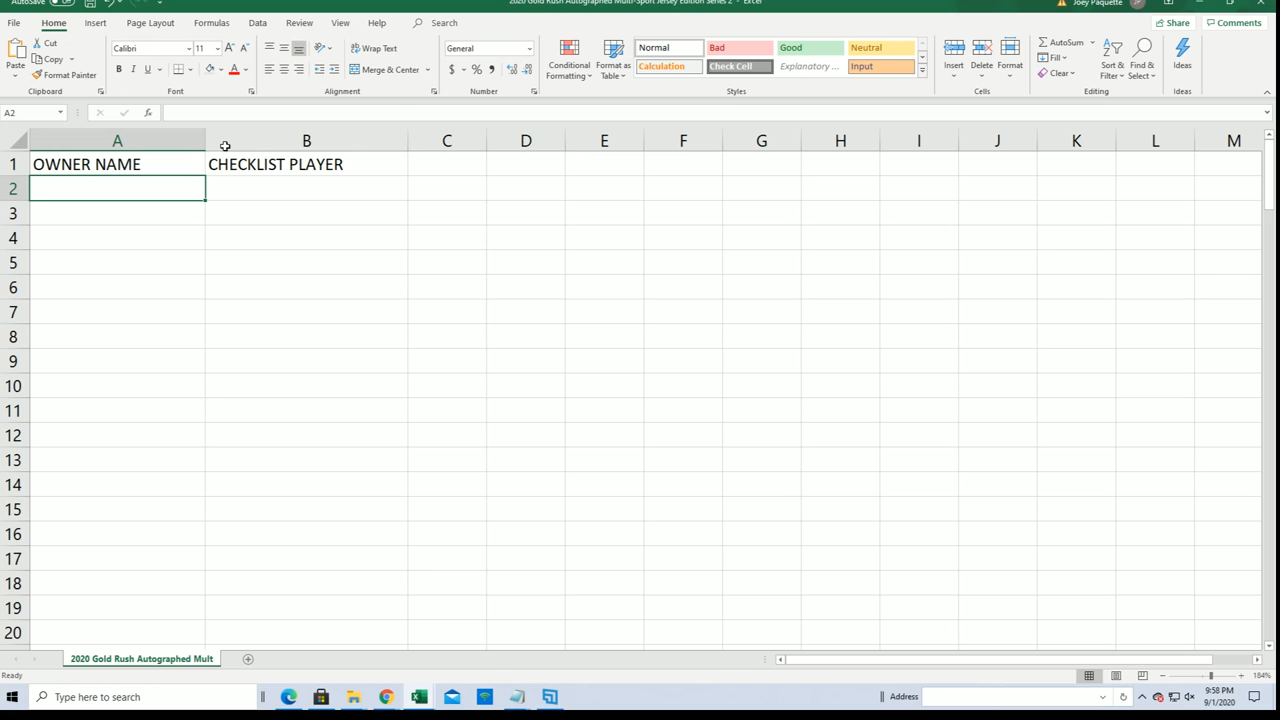 AutoSave Off 2020 Gold Rush Autographed Multi-Sport Jersey Edition Series 2 - Excel Joey Paquette JP
File Home Insert Page Layout Formulas Data Review View Help Search Share Comments
Paste Cut Copy Format Painter
Clipboard
Calibri 11 A A
B I U A
Font
Wrap Text
Merge & Center
Alignment
General
$ % ,
Number
Conditional Formatting Format as Table
Normal Bad Good Neutral
Calculation Check Cell Explanatory ... Input
Styles
Insert Delete Format
Cells
AutoSum
Fill
Clear
Sort & Filter Find & Select
Editing
Ideas
Ideas
A2 fx
A B C D E F G H I J K L M
1 OWNER NAME CHECKLIST PLAYER
2
3
4
5
6
7
8
9
10
11
12
13
14
15
16
17
18
19
20
2020 Gold Rush Autographed Mult
Ready 184%
Type here to search Address 9:58 PM
9/1/2020